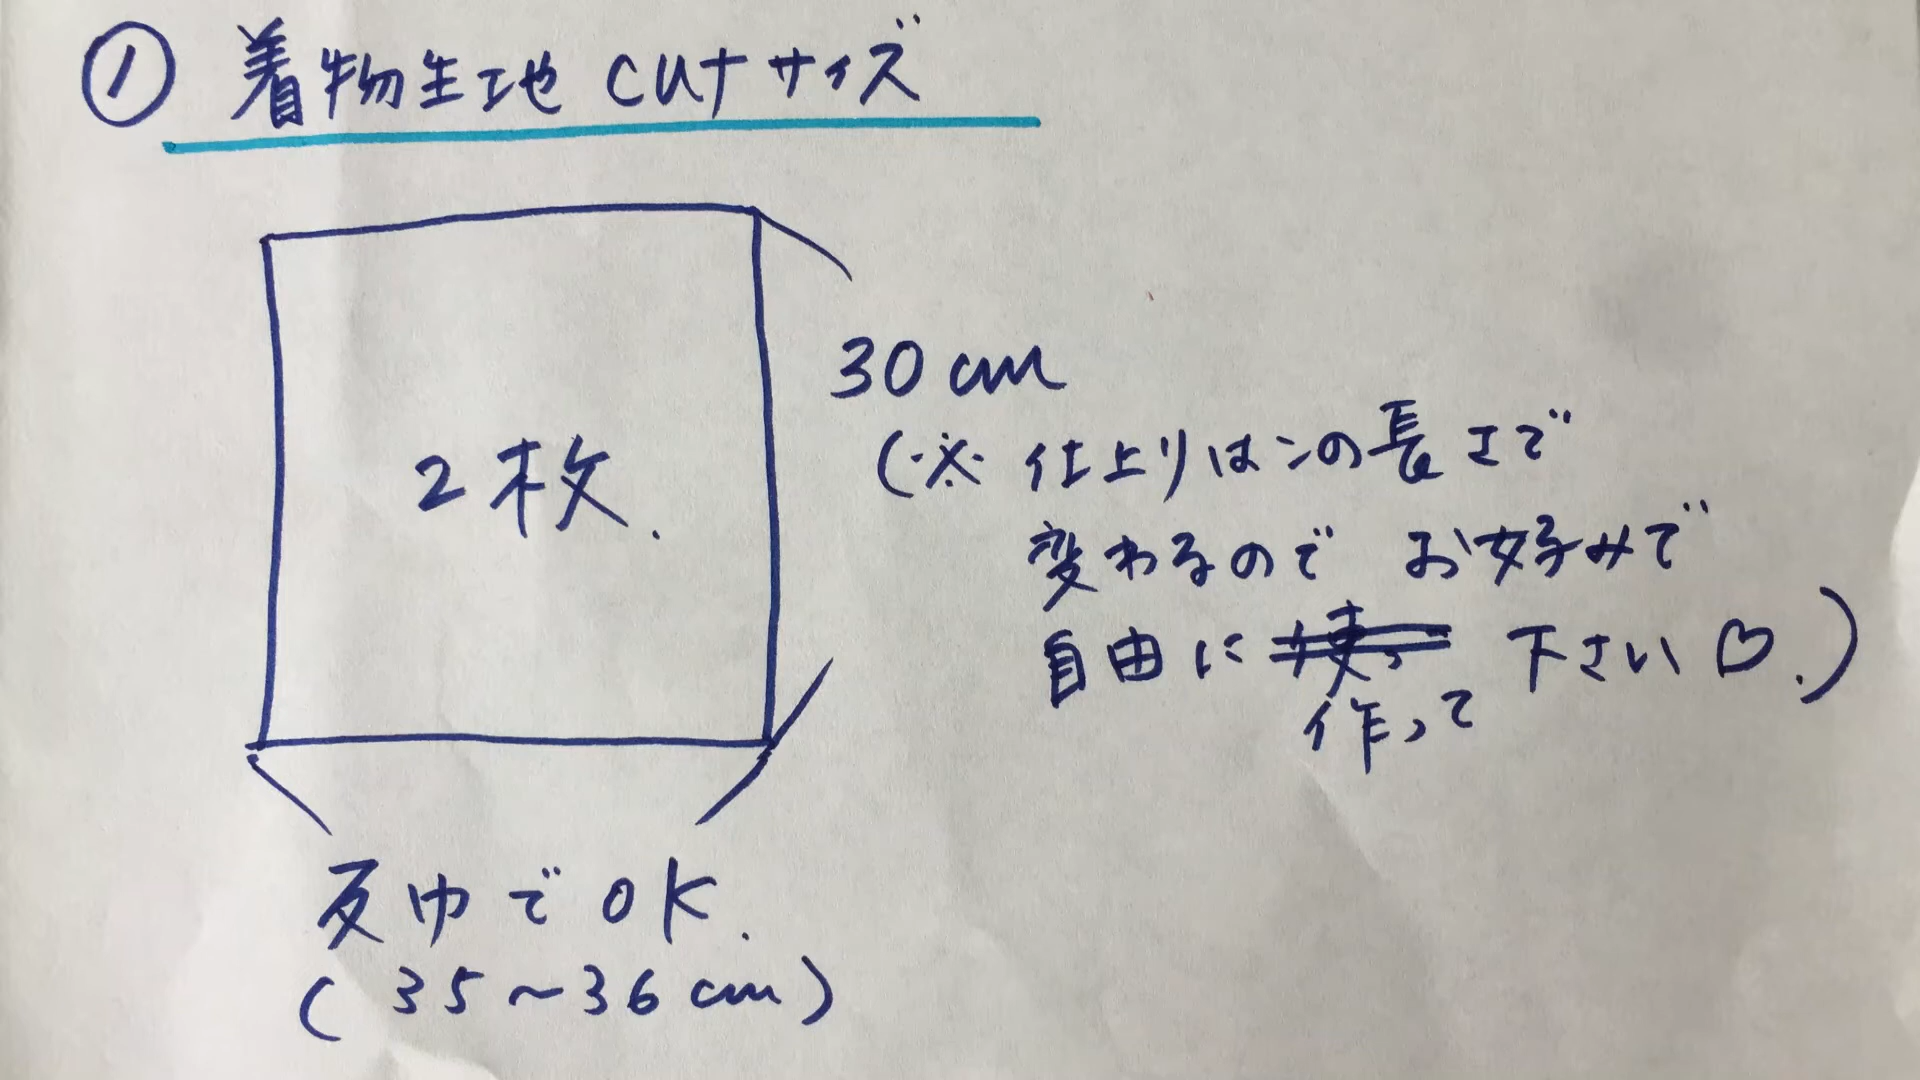 ① 着物生地 cutサイズ
2枚.
30cm
(※ 仕上りはこの長さで
変わるので お好みで
自由に 使っ 下さい♡.)
作って
反巾でOK.
(35~36cm)